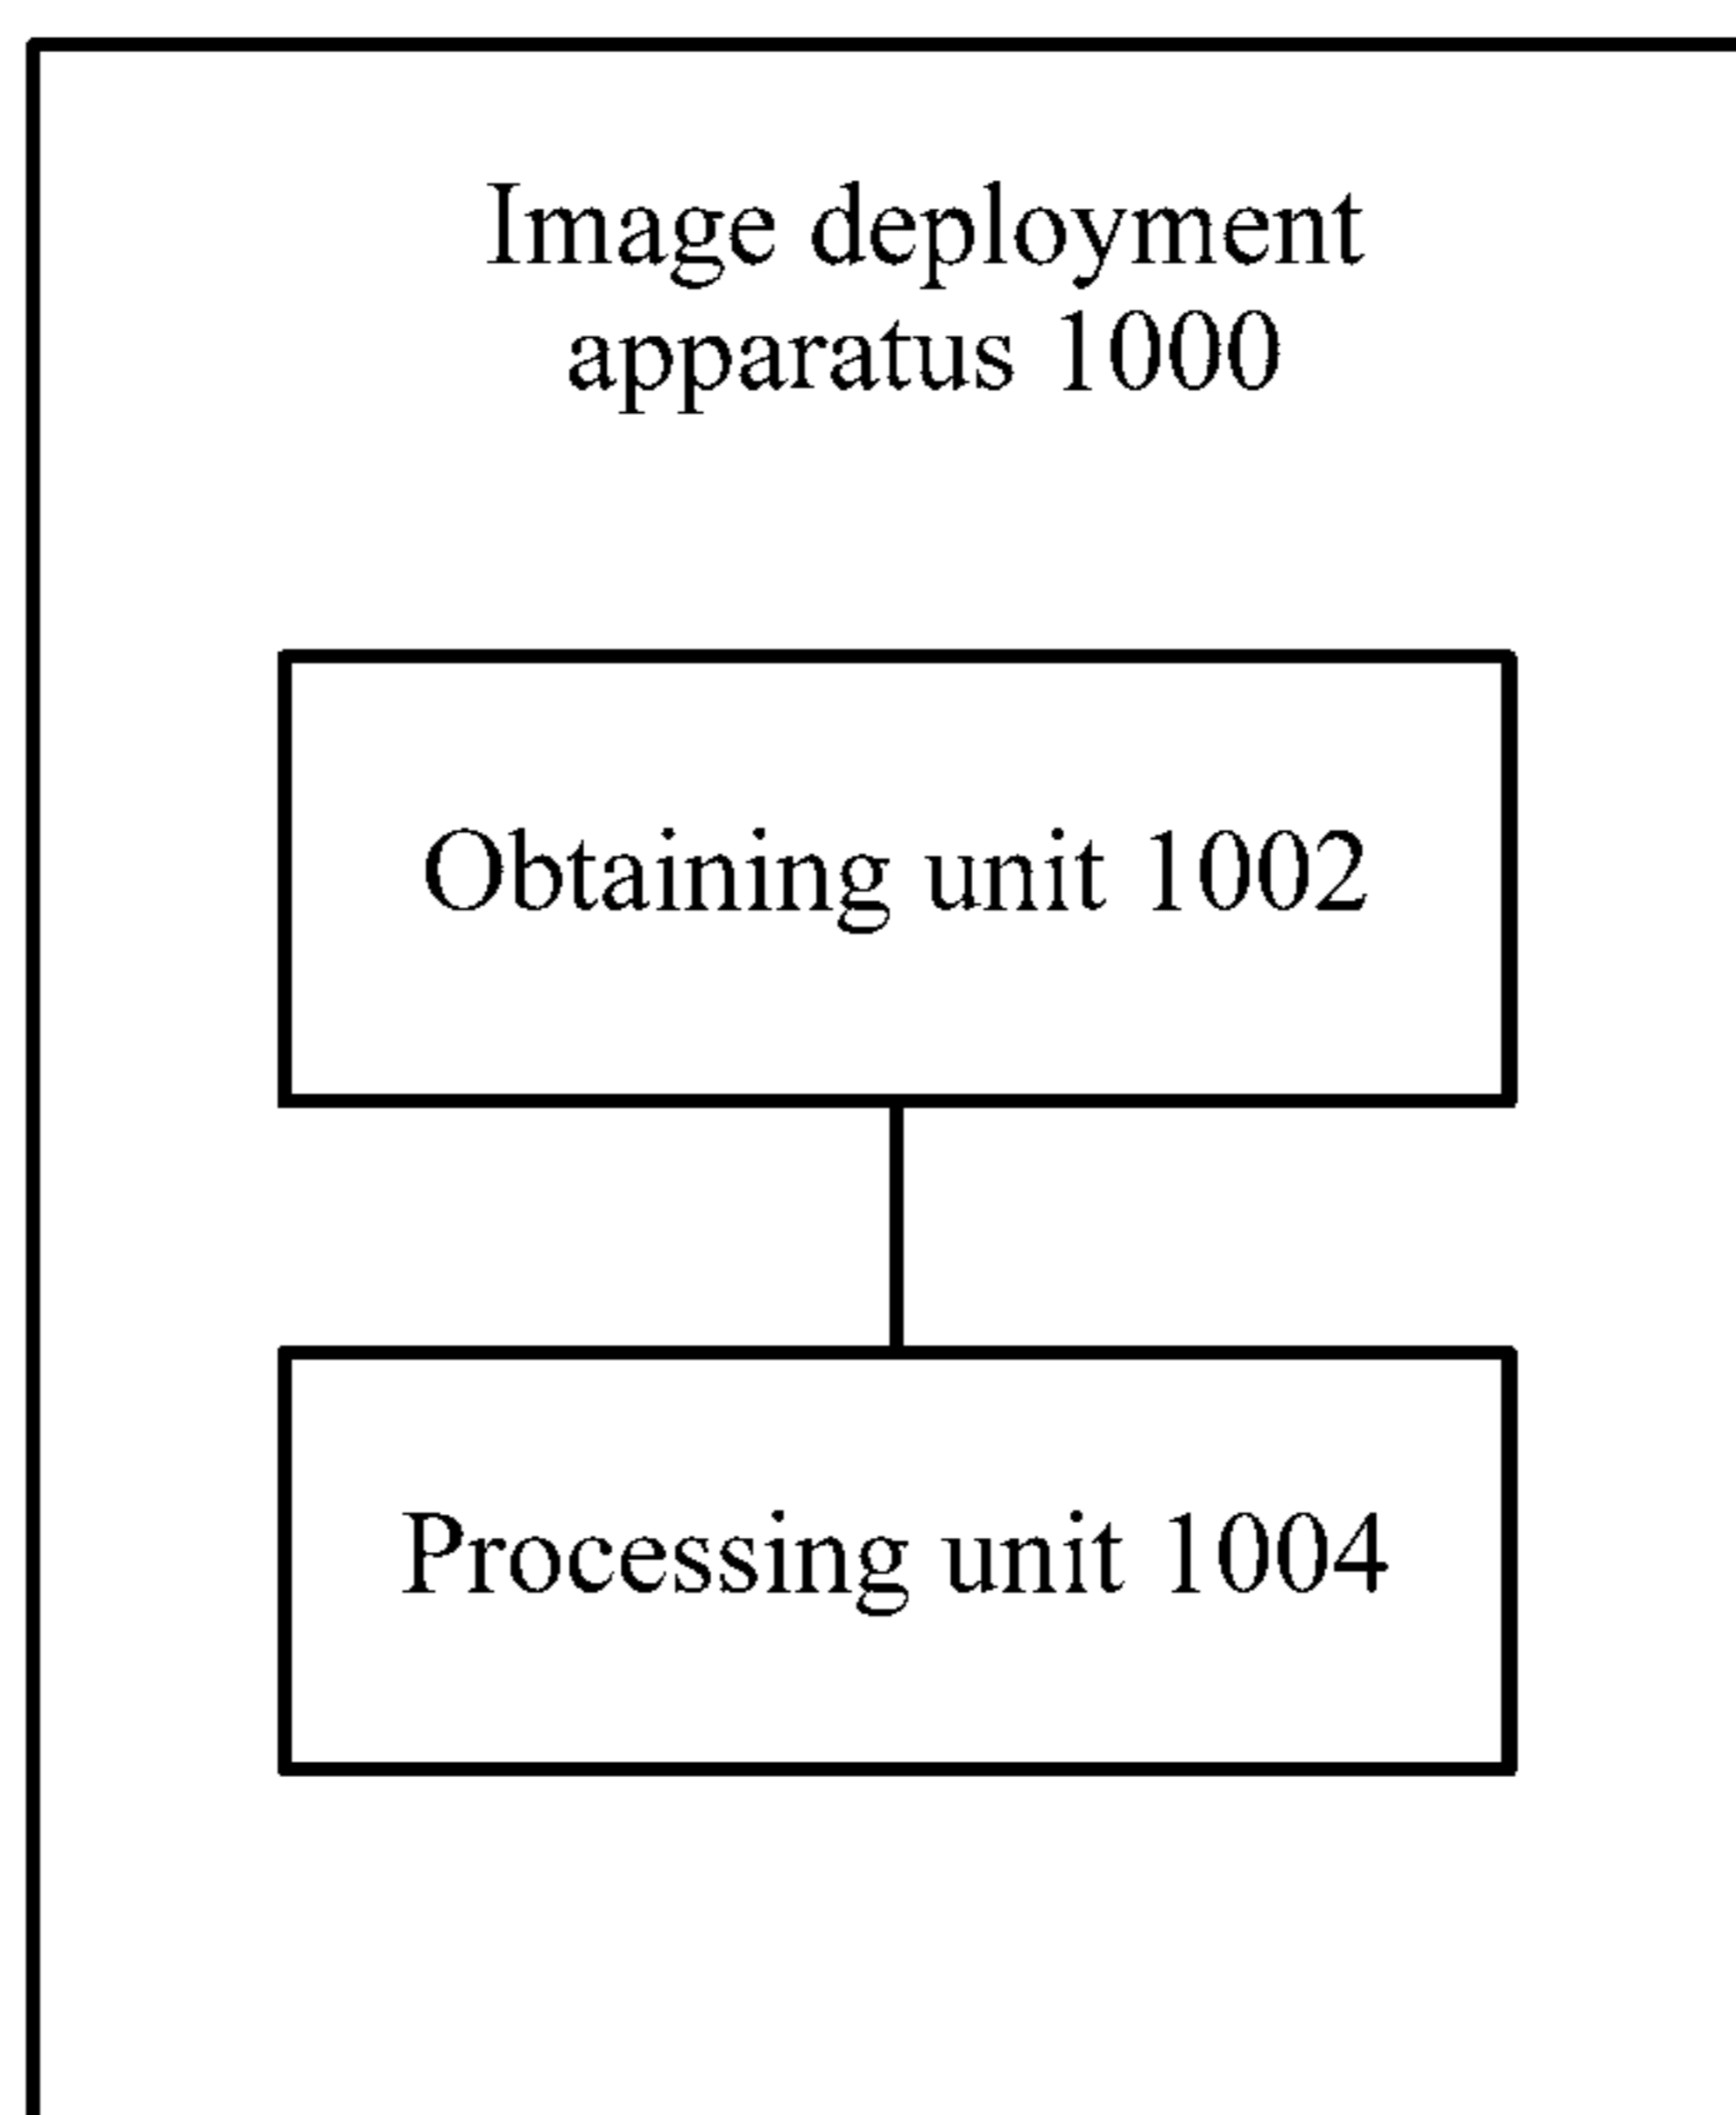 Image deployment
apparatus 1000
Obtaining unit 1002
Processing unit 1004